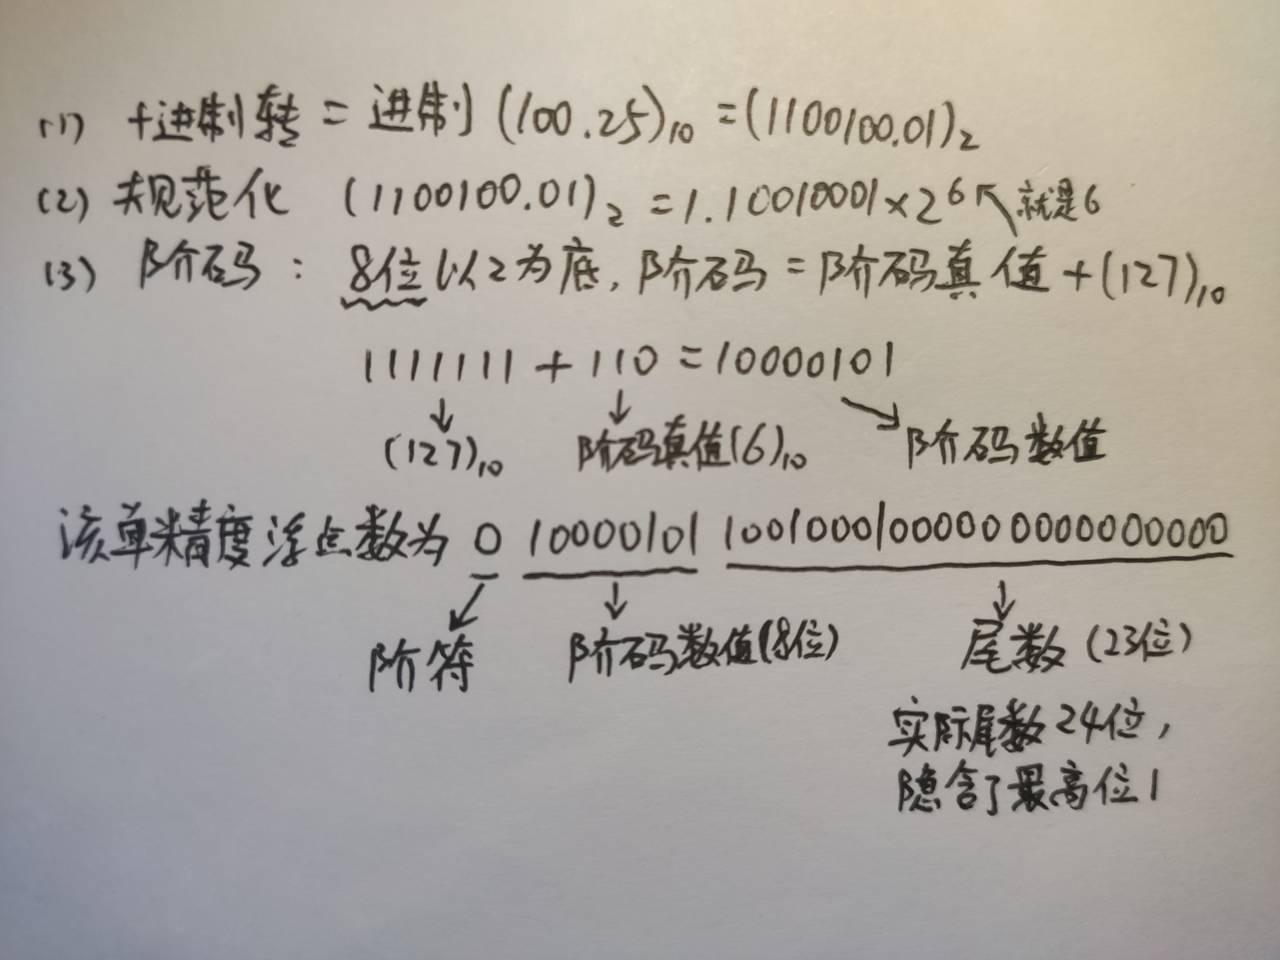 (1) 十进制转二进制 (100.25)₁₀ = (1100100.01)₂
(2) 规范化 (1100100.01)₂ = 1.10010001×2⁶ 就是6
(3) 阶码: 8位以2为底, 阶码 = 阶码真值 + (127)₁₀
1111111 + 110 = 10000101
(127)₁₀ 阶码真值(6)₁₀ 阶码数值
该单精度浮点数为 0 10000101 10010001000000000000000
阶符 阶码数值(8位) 尾数 (23位)
实际尾数24位,
隐含了最高位1